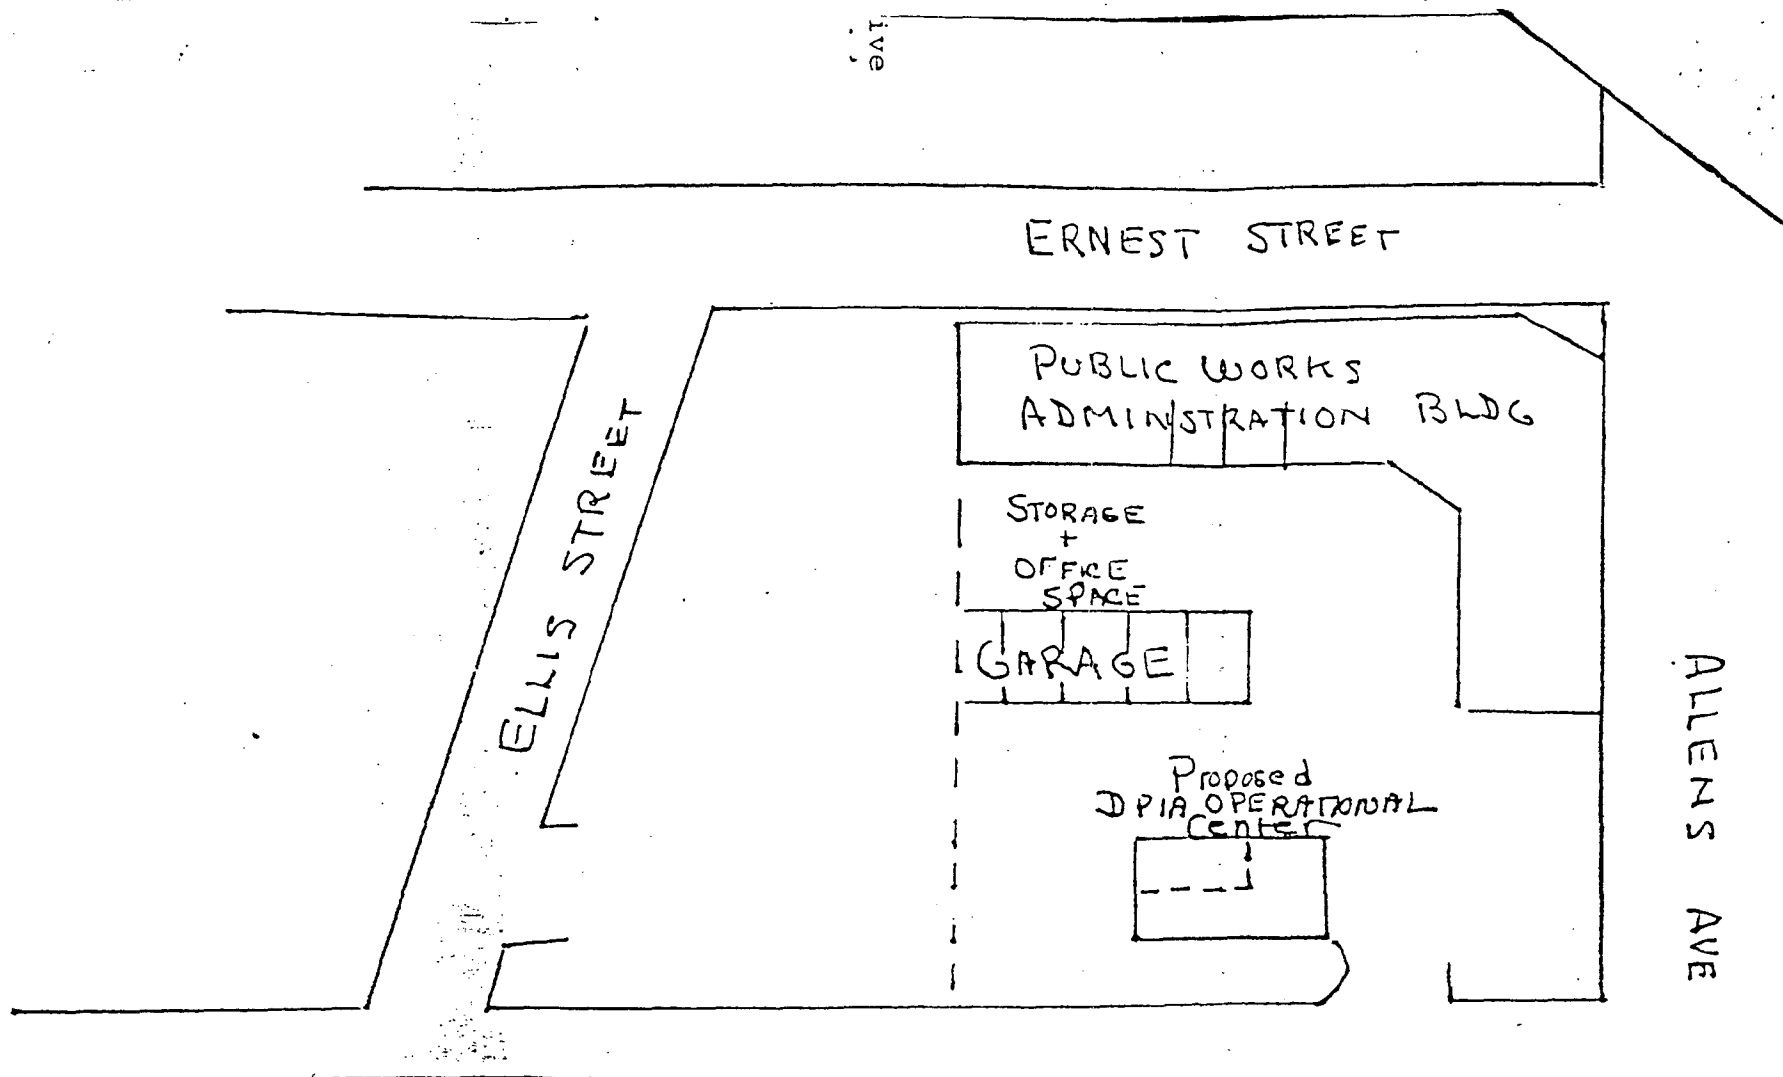 ive
ERNEST STREET
PUBLIC WORKS
ADMINISTRATION BLDG
ELLIS STREET
STORAGE
+
OFFICE
SPACE
GARAGE
ALLENS AVE
Proposed
DPIA OPERATIONAL
Center